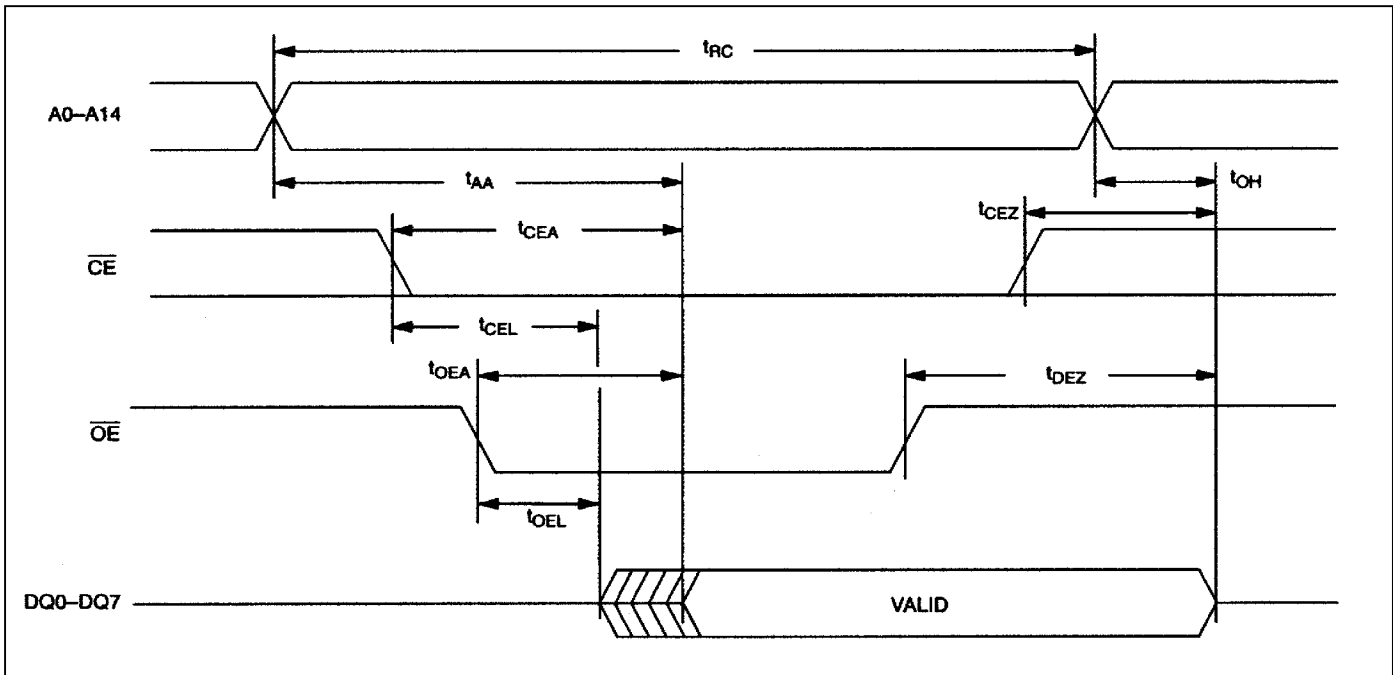 tRC
A0–A14
tAA
tOH
tCEZ
tCEA
CE
tCEL
tOEA
tDEZ
OE
tOEL
DQ0–DQ7
VALID